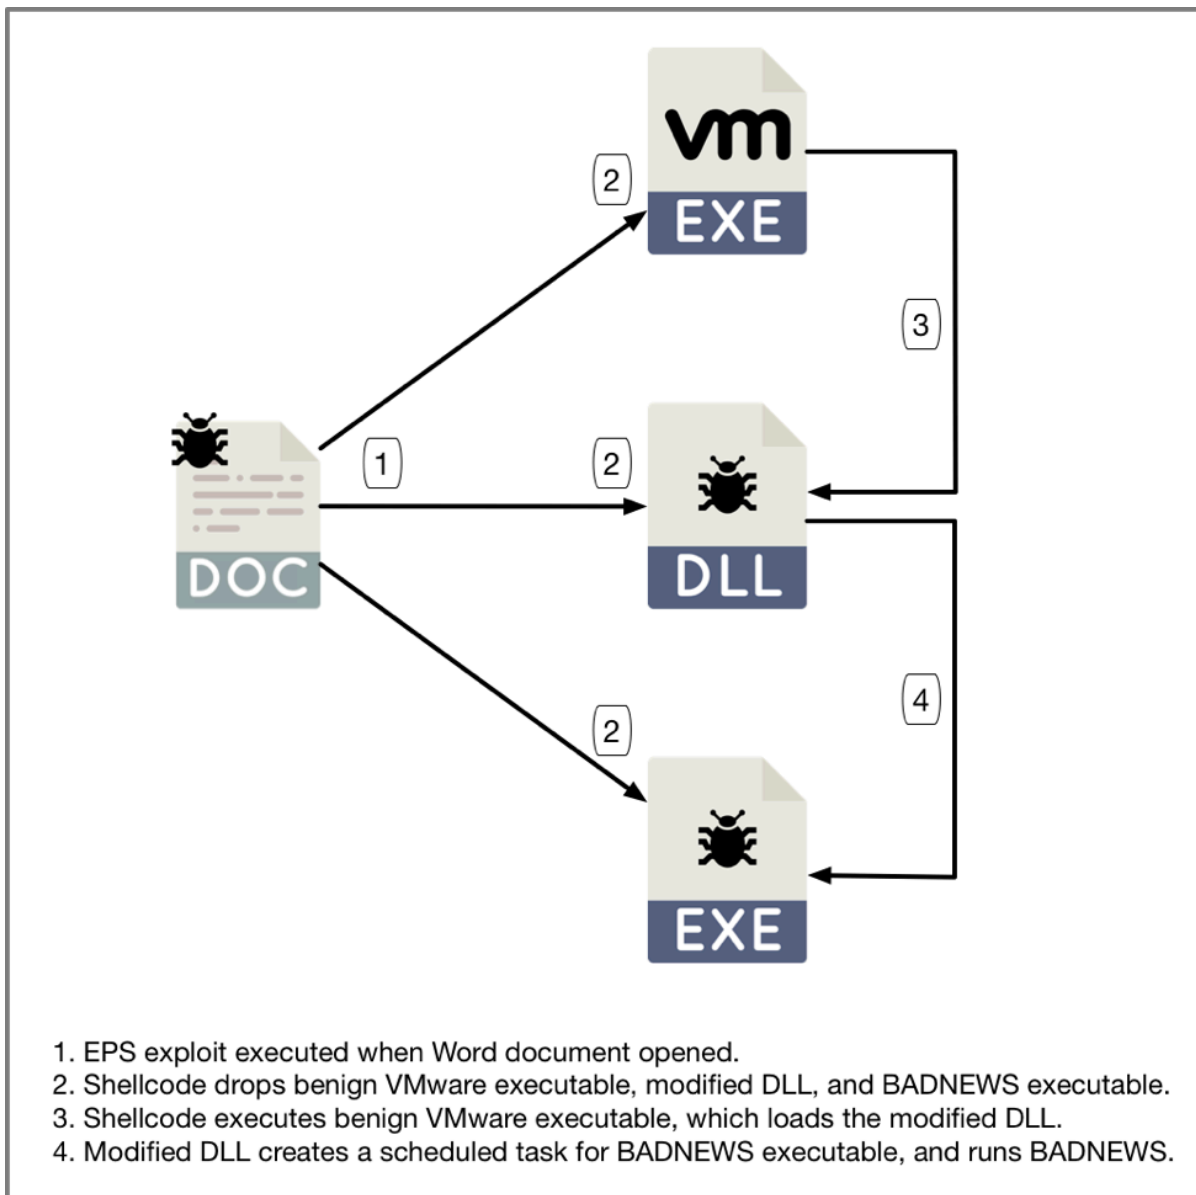 vm
EXE
2
3
1
2
DLL
DOC
4
2
EXE
1. EPS exploit executed when Word document opened.
2. Shellcode drops benign VMware executable, modified DLL, and BADNEWS executable.
3. Shellcode executes benign VMware executable, which loads the modified DLL.
4. Modified DLL creates a scheduled task for BADNEWS executable, and runs BADNEWS.